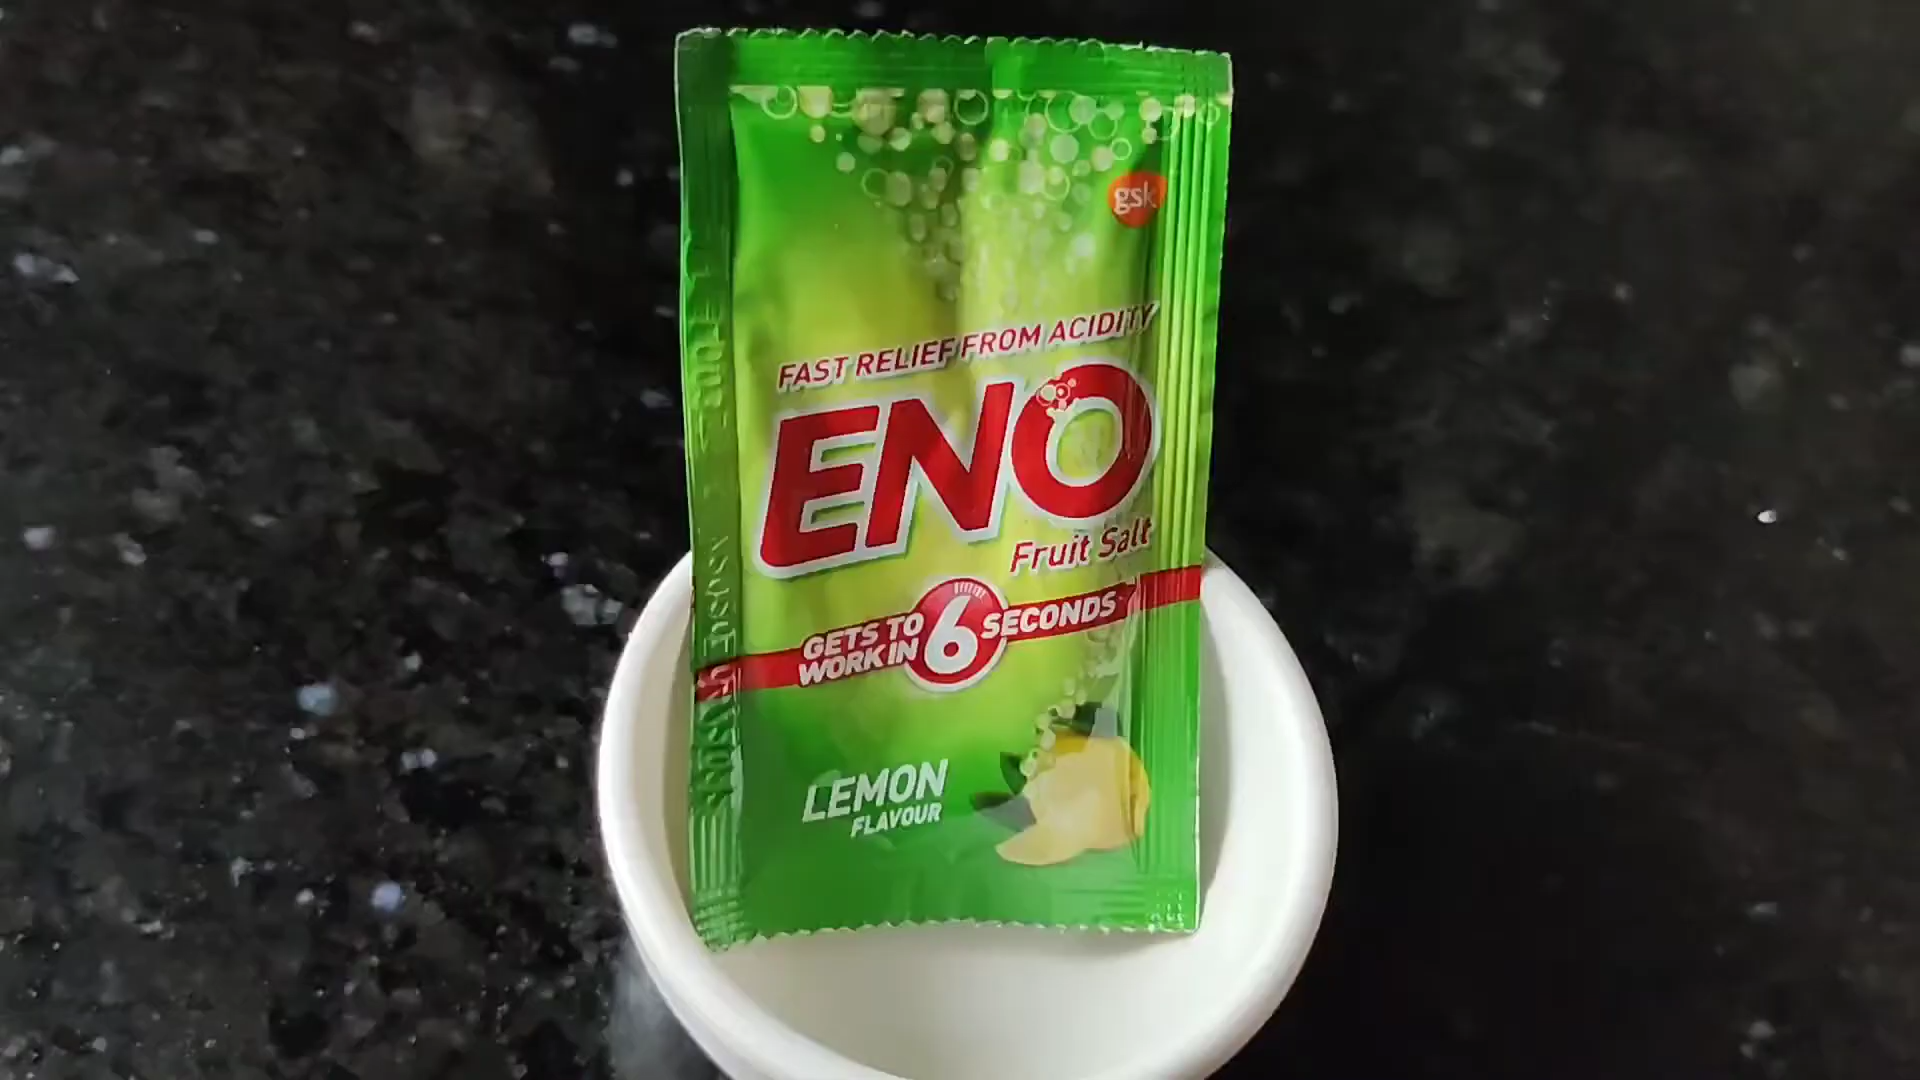 gsk
FAST RELIEF FROM ACIDITY
ENO
Fruit Salt
GETS TO
WORK IN 6 SECONDS
LEMON
FLAVOUR